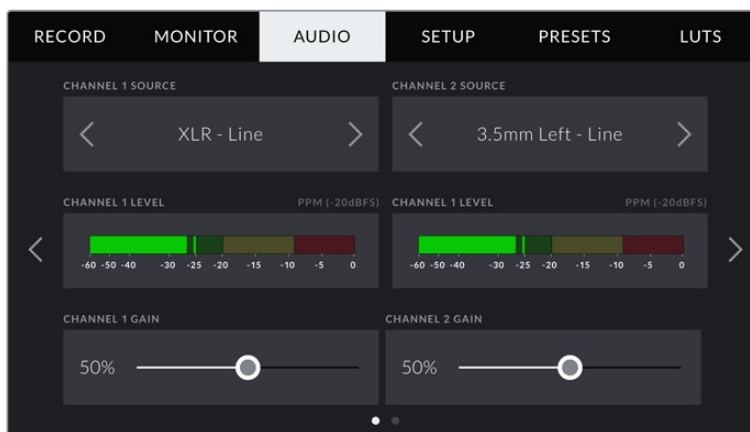 RECORD MONITOR AUDIO SETUP PRESETS LUTS
CHANNEL 1 SOURCE CHANNEL 2 SOURCE
XLR - Line 3.5mm Left - Line
CHANNEL 1 LEVEL PPM (-20dBFS) CHANNEL 1 LEVEL PPM (-20dBFS)
-60 -50 -40 -30 -25 -20 -15 -10 -5 0 -60 -50 -40 -30 -25 -20 -15 -10 -5 0
CHANNEL 1 GAIN CHANNEL 2 GAIN
50% 50%